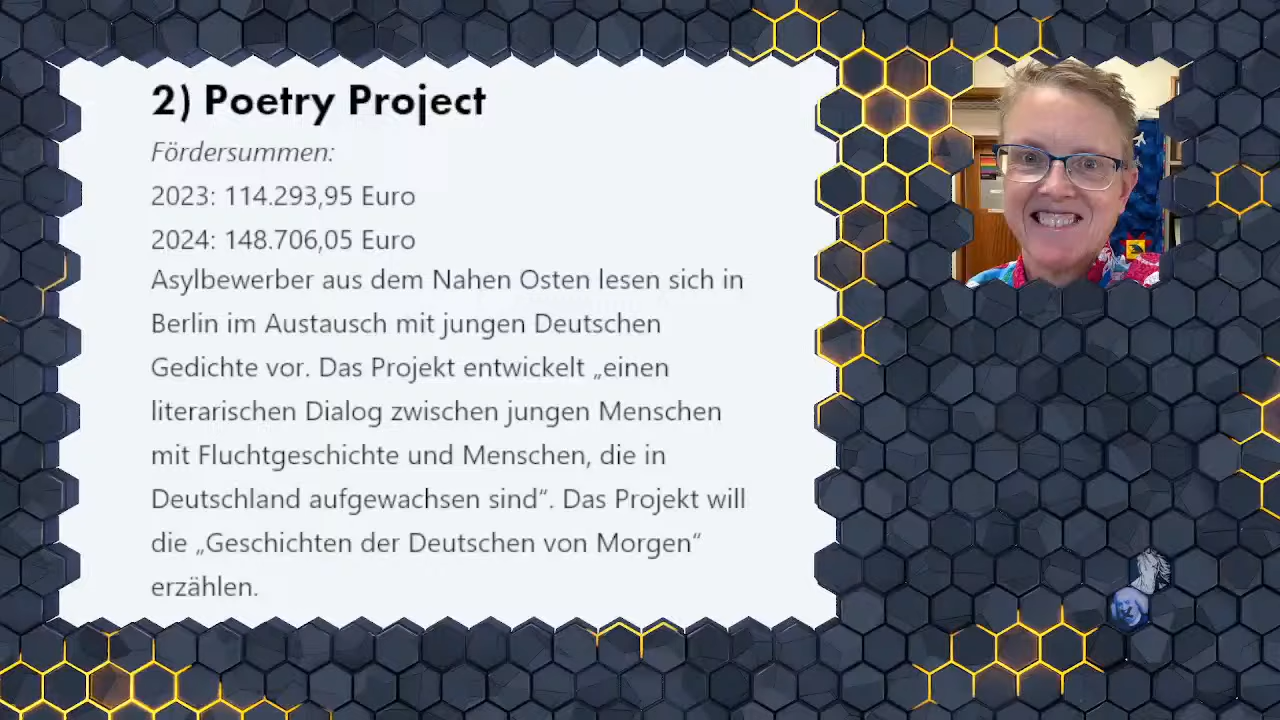 2) Poetry Project
Fördersummen:
2023: 114.293,95 Euro
2024: 148.706,05 Euro
Asylbewerber aus dem Nahen Osten lesen sich in
Berlin im Austausch mit jungen Deutschen
Gedichte vor. Das Projekt entwickelt „einen
literarischen Dialog zwischen jungen Menschen
mit Fluchtgeschichte und Menschen, die in
Deutschland aufgewachsen sind“. Das Projekt will
die „Geschichten der Deutschen von Morgen“
erzählen.